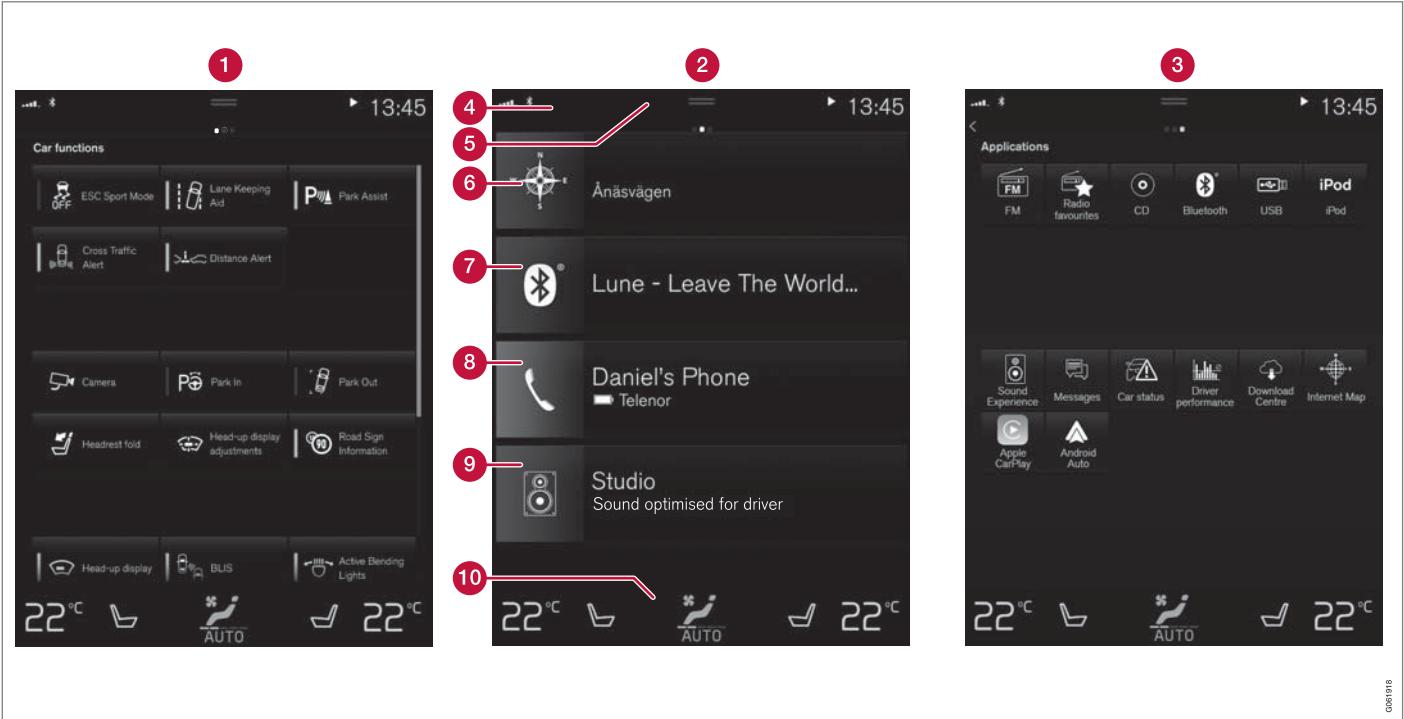 1
2
3
13:45
Car functions
ESC Sport Mode
OFF
Lane Keeping
Aid
P
Park Assist
Cross Traffic
Alert
Distance Alert
Camera
P
Park In
Park Out
Headrest fold
Head-up display
adjustments
90
Road Sign
Information
Head-up display
BLIS
Active Bending
Lights
22°C
AUTO
22°C
4
5
6
7
8
9
10
13:45
N
W
E
S
Ånäsvägen
Lune - Leave The World...
Daniel's Phone
Telenor
Studio
Sound optimised for driver
22°C
AUTO
22°C
13:45
Applications
FM
FM
Radio
favourites
CD
Bluetooth
USB
iPod
iPod
Sound
Experience
Messages
Car status
Driver
performance
Download
Centre
Internet Map
Apple
CarPlay
Android
Auto
22°C
AUTO
22°C
G061918